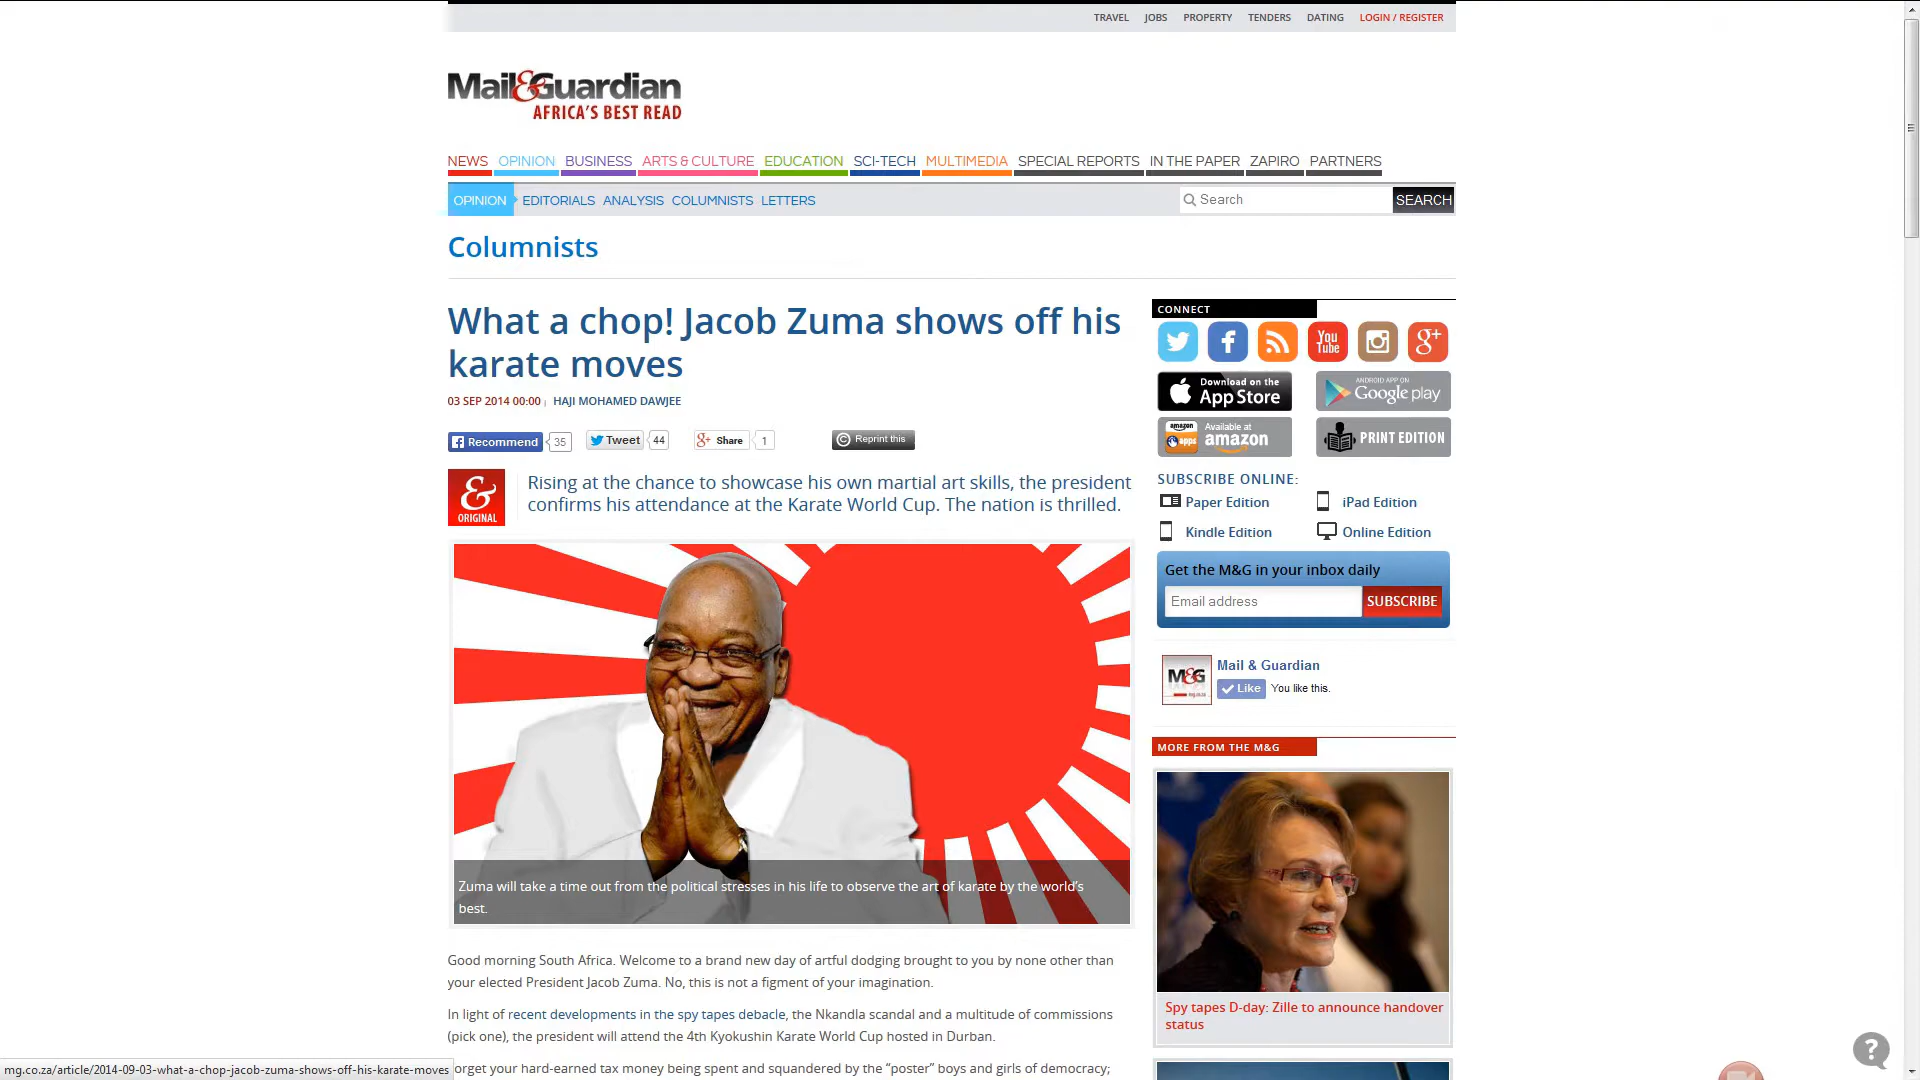 TRAVEL JOBS PROPERTY TENDERS DATING LOGIN / REGISTER
Mail&Guardian
AFRICA'S BEST READ
NEWS OPINION BUSINESS ARTS & CULTURE EDUCATION SCI-TECH MULTIMEDIA SPECIAL REPORTS IN THE PAPER ZAPIRO PARTNERS
OPINION EDITORIALS ANALYSIS COLUMNISTS LETTERS Search SEARCH
Columnists
What a chop! Jacob Zuma shows off his
karate moves
03 SEP 2014 00:00 | HAJI MOHAMED DAWJEE
Recommend 35 Tweet 44 g+ Share 1 Reprint this
& ORIGINAL
Rising at the chance to showcase his own martial art skills, the president
confirms his attendance at the Karate World Cup. The nation is thrilled.
Zuma will take a time out from the political stresses in his life to observe the art of karate by the world's
best.
Good morning South Africa. Welcome to a brand new day of artful dodging brought to you by none other than
your elected President Jacob Zuma. No, this is not a figment of your imagination.
In light of recent developments in the spy tapes debacle, the Nkandla scandal and a multitude of commissions
(pick one), the president will attend the 4th Kyokushin Karate World Cup hosted in Durban.
orget your hard-earned tax money being spent and squandered by the "poster" boys and girls of democracy;
mg.co.za/article/2014-09-03-what-a-chop-jacob-zuma-shows-off-his-karate-moves
CONNECT
You Tube g+
Download on the App Store
ANDROID APP ON Google play
amazon apps Available at amazon
PRINT EDITION
SUBSCRIBE ONLINE:
Paper Edition iPad Edition
Kindle Edition Online Edition
Get the M&G in your inbox daily
Email address SUBSCRIBE
M&G
Mail & Guardian
Like You like this.
MORE FROM THE M&G
Spy tapes D-day: Zille to announce handover
status
?